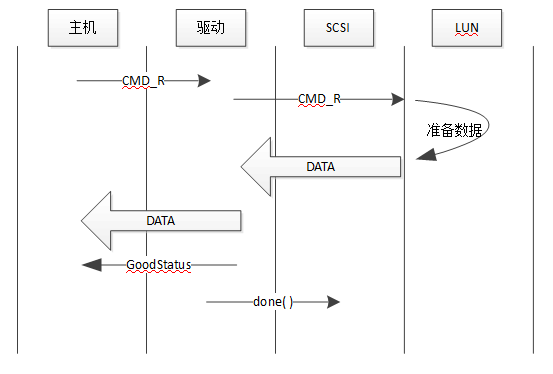 主机
驱动
SCSI
LUN
CMD_R
CMD_R
准备数据
DATA
DATA
GoodStatus
done( )